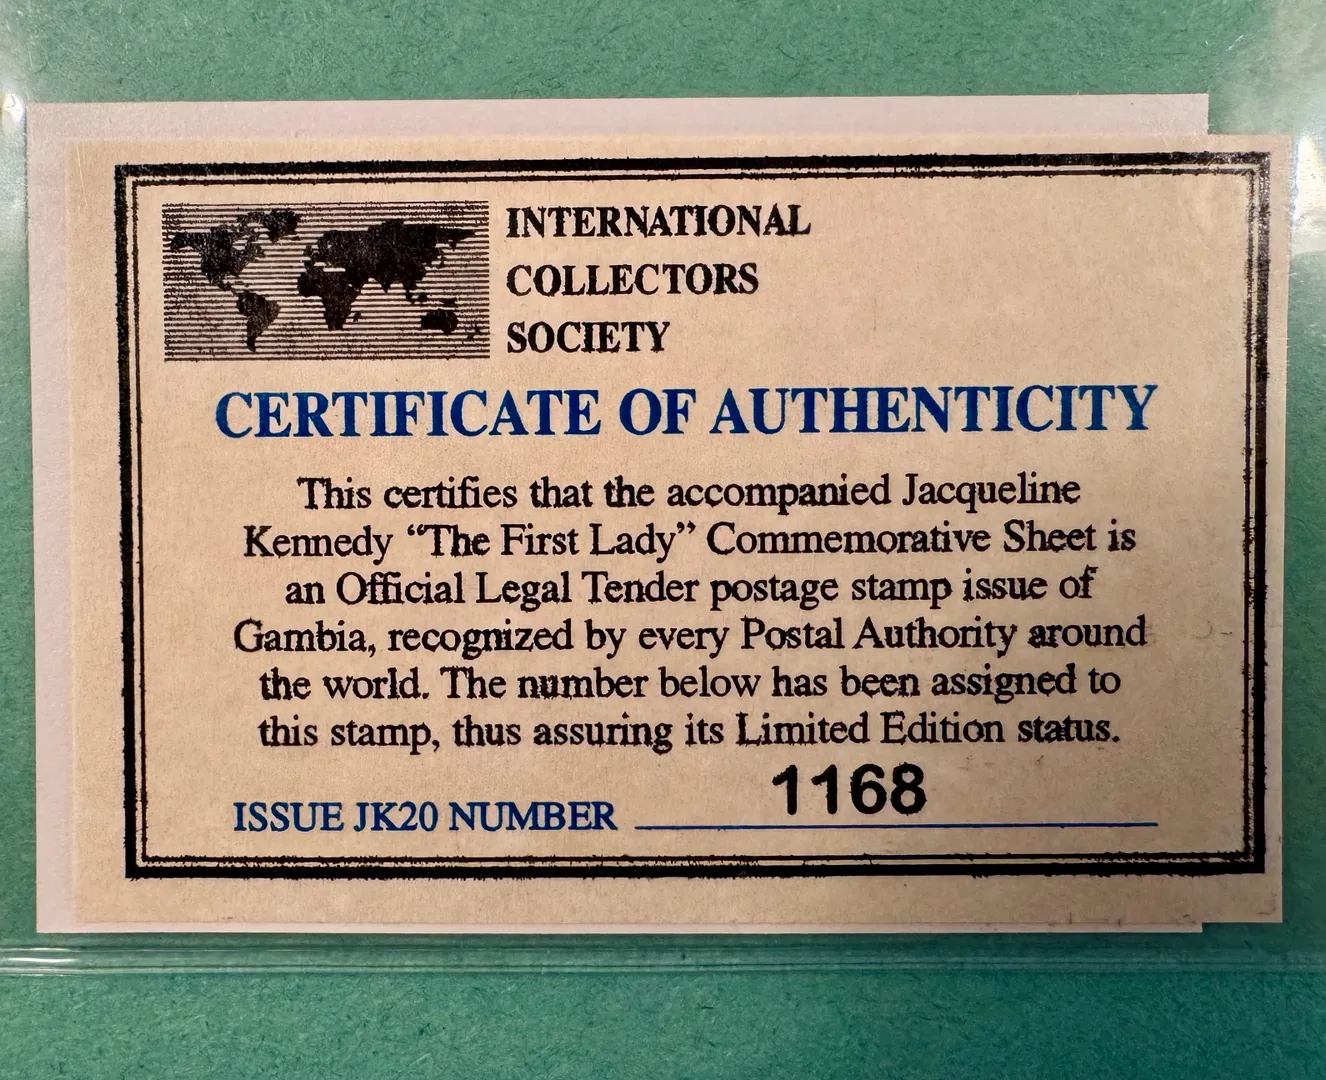 INTERNATIONAL
COLLECTORS
SOCIETY
CERTIFICATE OF AUTHENTICITY
This certifies that the accompanied Jacqueline
Kennedy “The First Lady” Commemorative Sheet is
an Official Legal Tender postage stamp issue of
Gambia, recognized by every Postal Authority around
the world. The number below has been assigned to
this stamp, thus assuring its Limited Edition status.
ISSUE JK20 NUMBER 1168